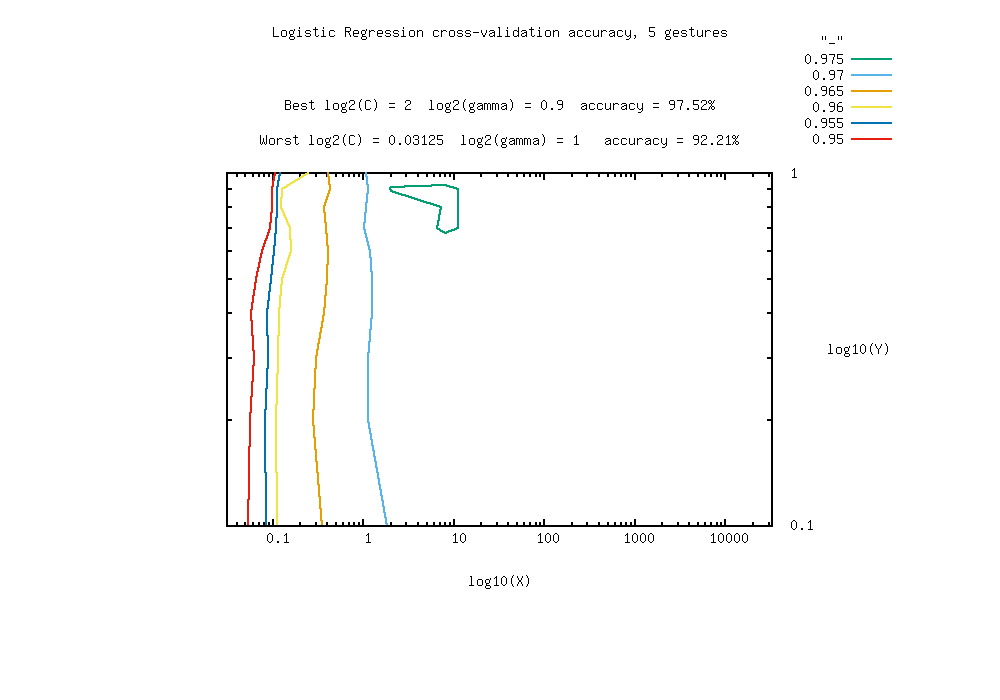 Logistic Regression cross-validation accuracy, 5 gestures
"_"
0.975
0.97
0.965
0.96
0.955
0.95
Best log2(C) = 2  log2(gamma) = 0.9  accuracy = 97.52%
Worst log2(C) = 0.03125  log2(gamma) = 1   accuracy = 92.21%
1
log10(Y)
0.1
0.1 1 10 100 1000 10000
log10(X)